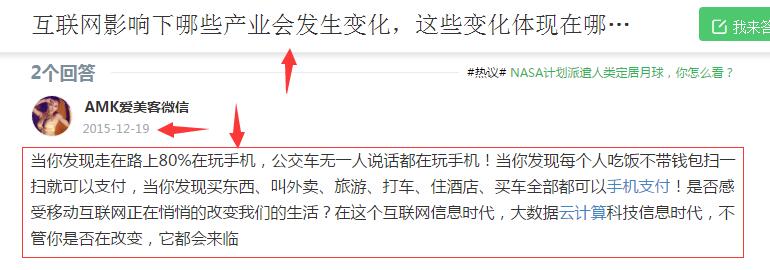 互联网影响下哪些产业会发生变化，这些变化体现在哪…
我来答
2个回答
#热议# NASA计划派遣人类定居月球，你怎么看？
AMK爱美客微信
2015-12-19
当你发现走在路上80%在玩手机，公交车无一人说话都在玩手机！当你发现每个人吃饭不带钱包扫一
扫就可以支付，当你发现买东西、叫外卖、旅游、打车、住酒店、买车全部都可以手机支付！是否感
受移动互联网正在悄悄的改变我们的生活？在这个互联网信息时代，大数据云计算科技信息时代，不
管你是否在改变，它都会来临